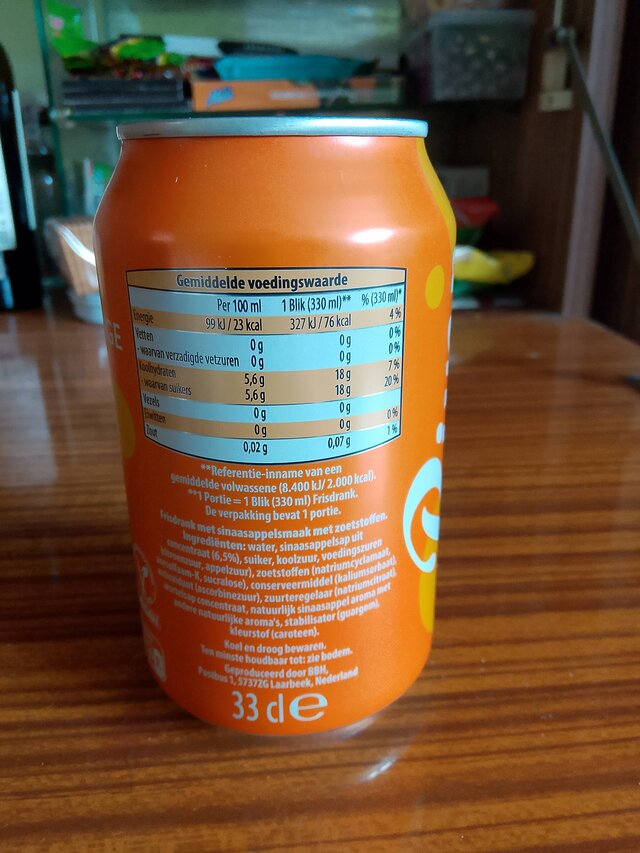 GE
Gemiddelde voedingswaarde
Per 100 ml 1 Blik (330 ml)** % (330 ml)*
Energie 99 kJ / 23 kcal 327 kJ / 76 kcal 4 %
Vetten 0 g 0 g 0%
- waarvan verzadigde vetzuren 0 g 0 g 0%
Koolhydraten 5,6 g 18 g 7 %
- waarvan suikers 5,6 g 18 g 20 %
Vezels 0 g 0 g
Eiwitten 0 g 0 g 0%
Zout 0,02 g 0,07 g 1%
**Referentie-inname van een
gemiddelde volwassene (8.400 kJ/ 2.000 kcal).
**1 Portie = 1 Blik (330 ml) Frisdrank.
De verpakking bevat 1 portie.
Frisdrank met sinaasappelsmaak met zoetstoffen.
Ingrediënten: water, sinaasappelsap uit
concentraat (6,5%), suiker, koolzuur, voedingszuren
(citroenzuur, appelzuur), zoetstoffen (natriumcyclamaat,
acesulfaam-K, sucralose), conserveermiddel (kaliumsorbaat),
antioxidant (ascorbinezuur), zuurteregelaar (natriumcitraat),
wortelsap concentraat, natuurlijk sinaasappel aroma met
andere natuurlijke aroma's, stabilisator (guargom),
kleurstof (caroteen).
Koel en droog bewaren.
Ten minste houdbaar tot: zie bodem.
Geproduceerd door BBH,
Postbus 1, 5737ZG Laarbeek, Nederland
33 cl e